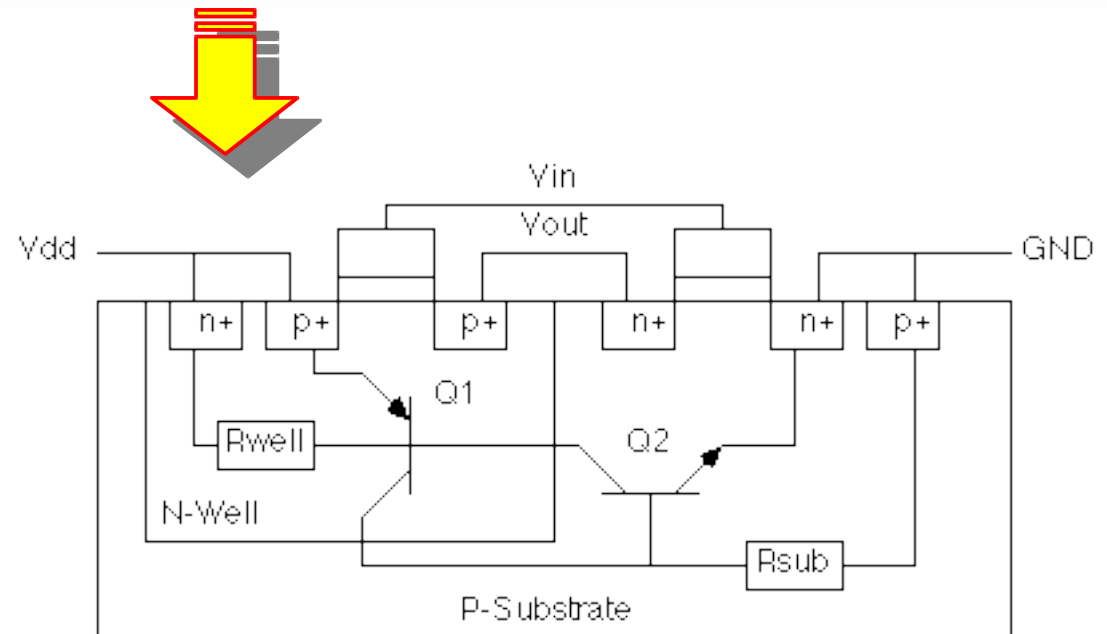 Vin
Vout
Vdd
GND
n+
p+
p+
n+
n+
p+
Q1
Rwell
Q2
N-Well
Rsub
P-Substrate